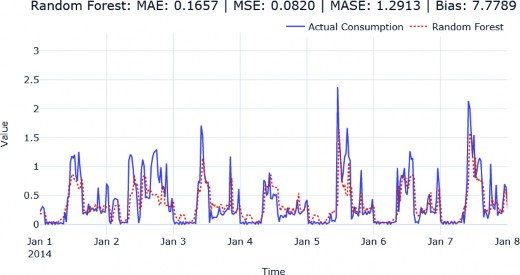 Random Forest: MAE: 0.1657 | MSE: 0.0820 | MASE: 1.2913 | Bias: 7.7789
Actual Consumption Random Forest
3
2.5
2
1.5
1
0.5
0
Value
Jan 1 Jan 2 Jan 3 Jan 4 Jan 5 Jan 6 Jan 7 Jan 8
2014
Time